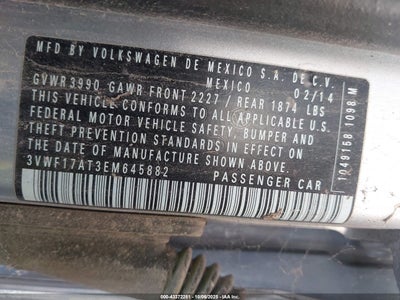 MFD BY VOLKSWAGEN DE MEXICO S.A. DE C.V.
MEXICO 02/14
GVWR 3990 GAWR FRONT 2227 / REAR 1874 LBS
THIS VEHICLE CONFORMS TO ALL APPLICABLE U.S.
FEDERAL MOTOR VEHICLE SAFETY, BUMPER AND
THEFT PREVENTION STANDARDS IN EFFECT ON
THE DATE OF MANUFACTURE SHOWN ABOVE.
3VWF17AT3EM645882 PASSENGER CAR
1049158 1098 M
000-43372261 - 10/06/2025 - IAA